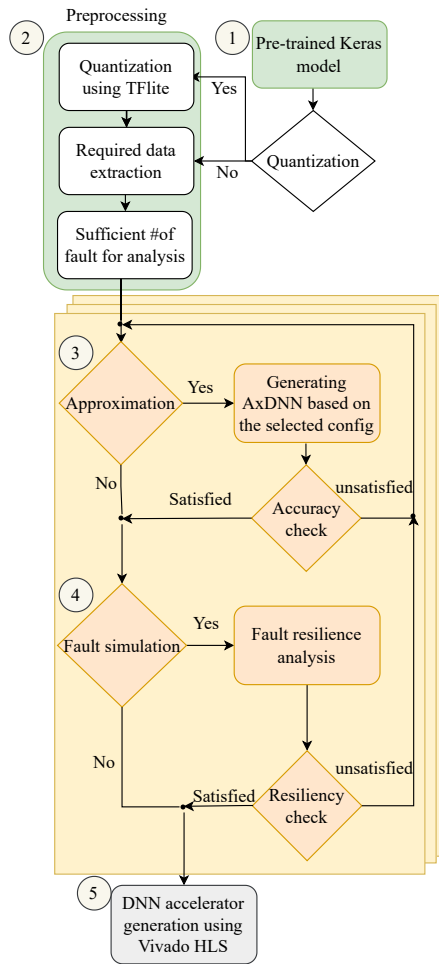 Preprocessing
1
2
Pre-trained Keras
model
Quantization
using TFlite
Yes
Required data
extraction
No
Quantization
Sufficient #of
fault for analysis
3
Approximation
Yes
Generating
AxDNN based on
the selected config
No
Satisfied
unsatisfied
Accuracy
check
4
Fault simulation
Yes
Fault resilience
analysis
No
Satisfied
unsatisfied
Resiliency
check
5
DNN accelerator
generation using
Vivado HLS